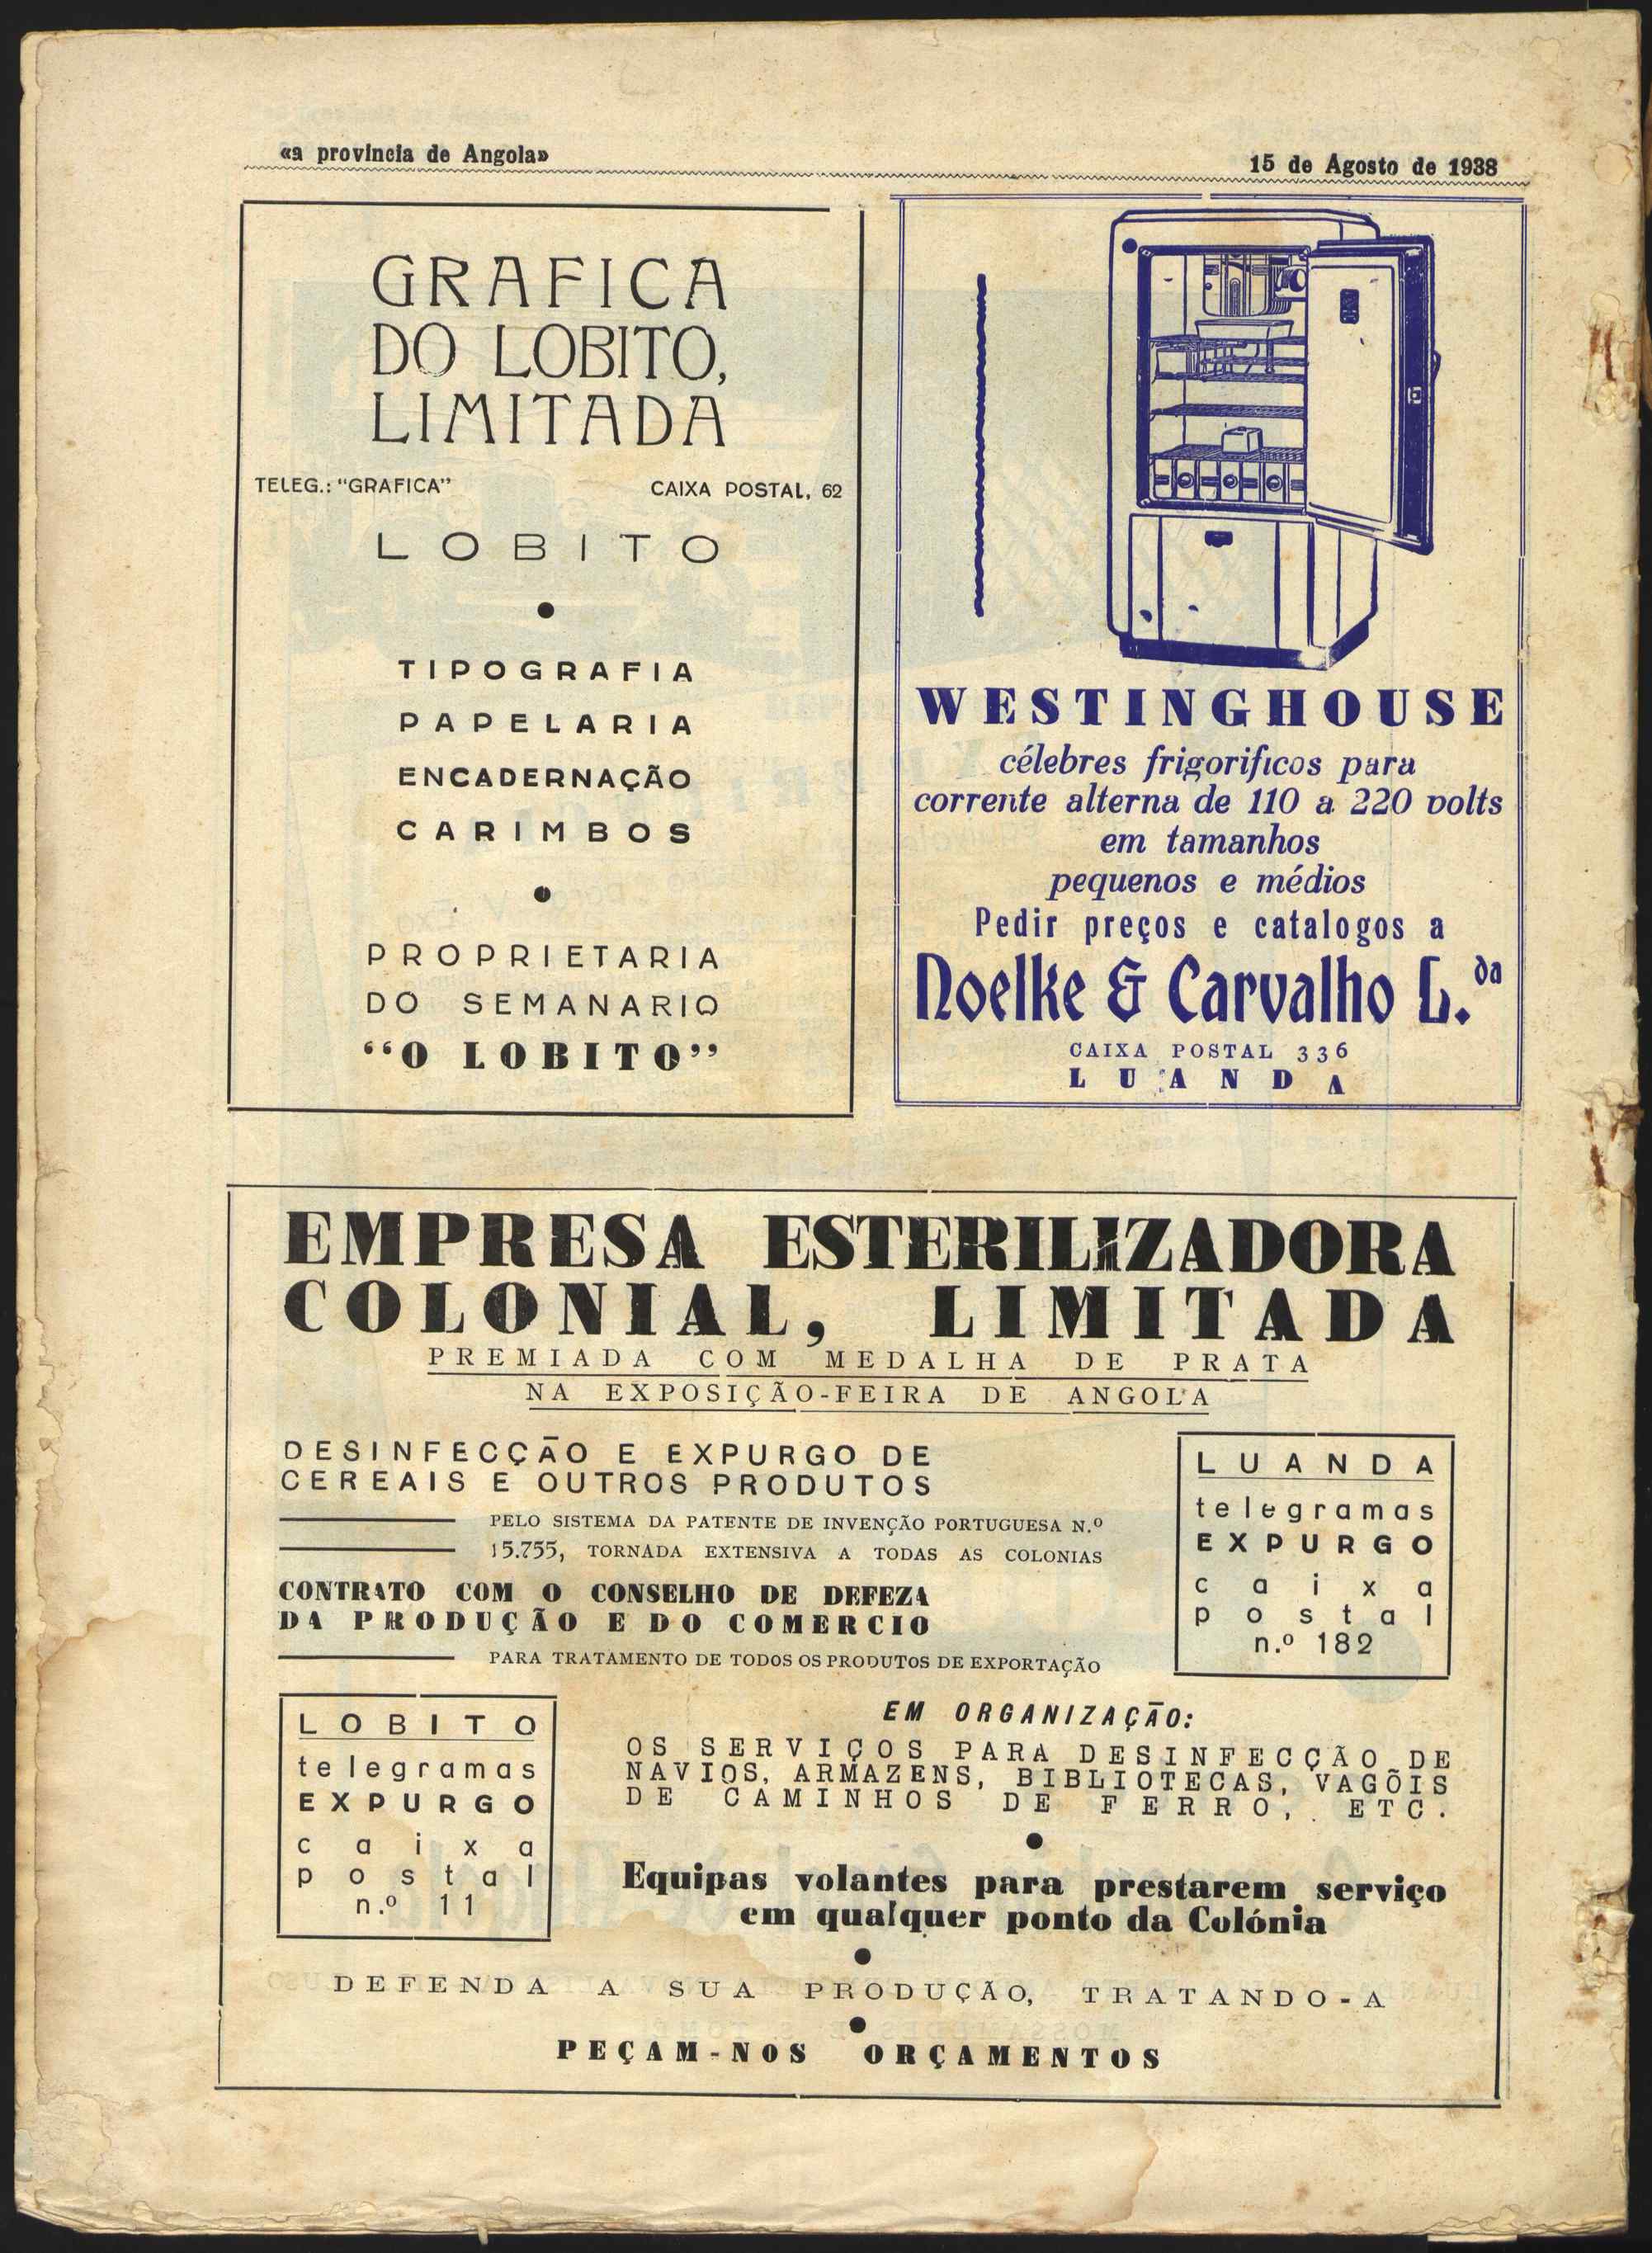 «a provincia de Angola»
15 de Agosto de 1938
GRAFICA
DO LOBITO,
LIMITADA
TELEG.: "GRAFICA"
CAIXA POSTAL, 62
LOBITO
TIPOGRAFIA
PAPELARIA
ENCADERNAÇÃO
CARIMBOS
PROPRIETARIA
DO SEMANARIO
"O LOBITO"
WESTINGHOUSE
célebres frigorificos para
corrente alterna de 110 a 220 volts
em tamanhos
pequenos e médios
Pedir preços e catalogos a
Noelke & Carvalho L.da
CAIXA POSTAL 336
LUANDA
EMPRESA ESTERILIZADORA
COLONIAL, LIMITADA
PREMIADA COM MEDALHA DE PRATA
NA EXPOSIÇÃO-FEIRA DE ANGOLA
DESINFECÇÃO E EXPURGO DE
CEREAIS E OUTROS PRODUTOS
PELO SISTEMA DA PATENTE DE INVENÇÃO PORTUGUESA N.º
15.755, TORNADA EXTENSIVA A TODAS AS COLONIAS
CONTRATO COM O CONSELHO DE DEFEZA
DA PRODUÇÃO E DO COMERCIO
PARA TRATAMENTO DE TODOS OS PRODUTOS DE EXPORTAÇÃO
LUANDA
telegramas
EXPURGO
caixa
postal
n.º 182
LOBITO
telegramas
EXPURGO
caixa
postal
n.º 11
EM ORGANIZAÇÃO:
OS SERVIÇOS PARA DESINFECÇÃO DE
NAVIOS, ARMAZENS, BIBLIOTECAS, VAGÕIS
DE CAMINHOS DE FERRO, ETC.
Equipas volantes para prestarem serviço
em qualquer ponto da Colónia
DEFENDA A SUA PRODUÇÃO, TRATANDO-A
PEÇAM-NOS ORÇAMENTOS